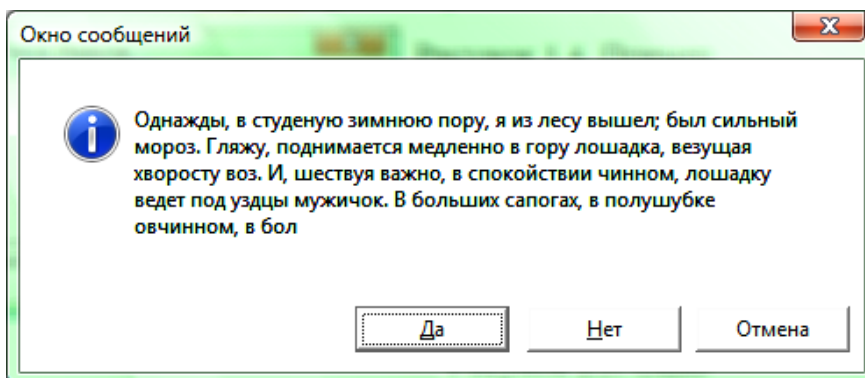 Окно сообщений
Однажды, в студеную зимнюю пору, я из лесу вышел; был сильный
мороз. Гляжу, поднимается медленно в гору лошадка, везущая
хворосту воз. И, шествуя важно, в спокойствии чинном, лошадку
ведет под уздцы мужичок. В больших сапогах, в полушубке
овчинном, в бол
Да
Нет
Отмена